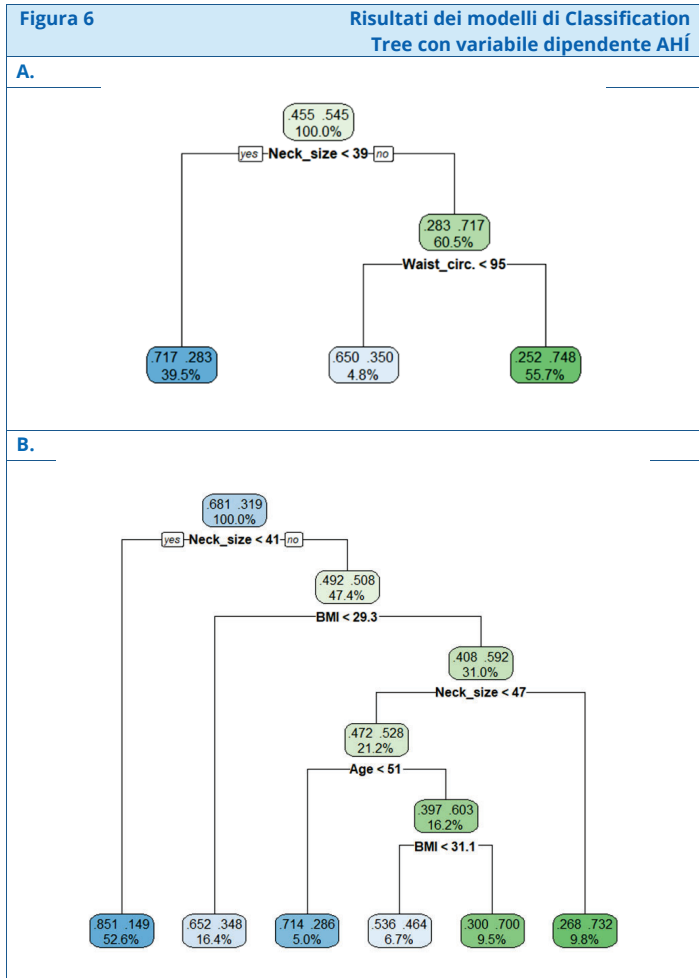 Figura 6
Risultati dei modelli di Classification
Tree con variabile dipendente AHÍ
A.
.455 .545
100.0%
yes Neck_size < 39 no
.283 .717
60.5%
Waist_circ. < 95
.717 .283
39.5%
.650 .350
4.8%
.252 .748
55.7%
B.
.681 .319
100.0%
yes Neck_size < 41 no
.492 .508
47.4%
BMI < 29.3
.408 .592
31.0%
Neck_size < 47
.472 .528
21.2%
Age < 51
.397 .603
16.2%
BMI < 31.1
.851 .149
52.6%
.652 .348
16.4%
.714 .286
5.0%
.536 .464
6.7%
.300 .700
9.5%
.268 .732
9.8%